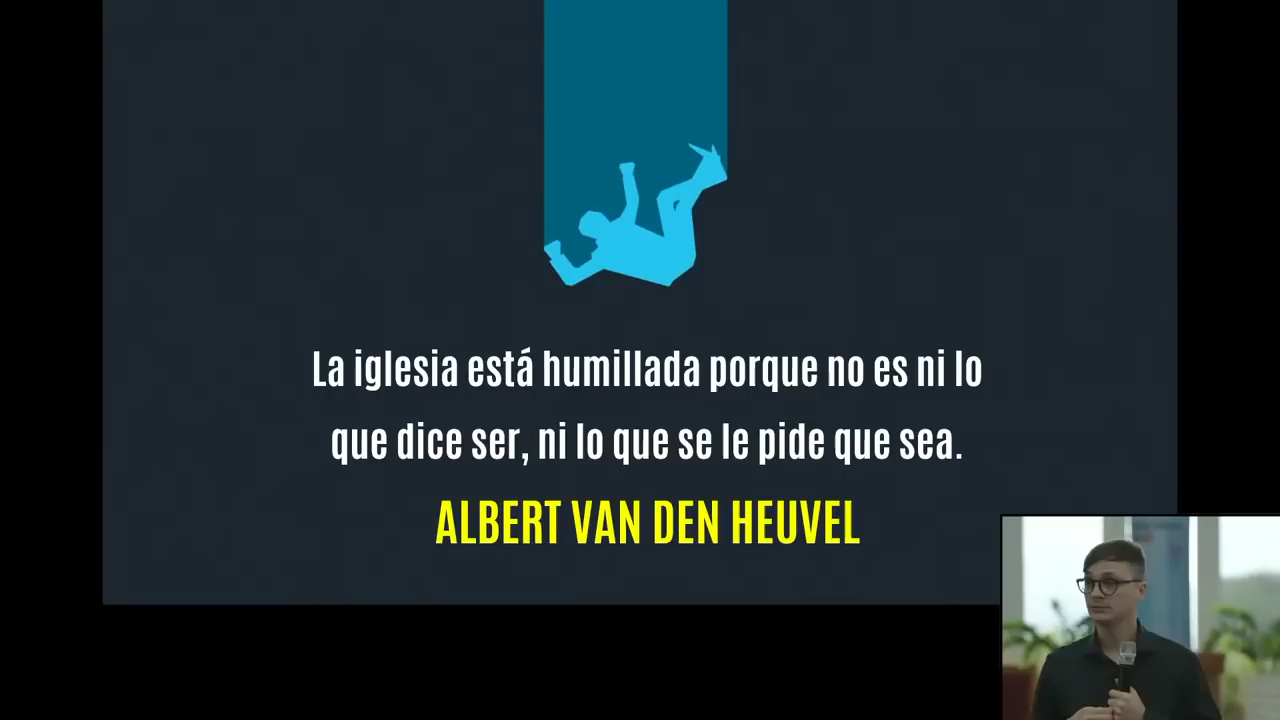 La iglesia está humillada porque no es ni lo
que dice ser, ni lo que se le pide que sea.
ALBERT VAN DEN HEUVEL